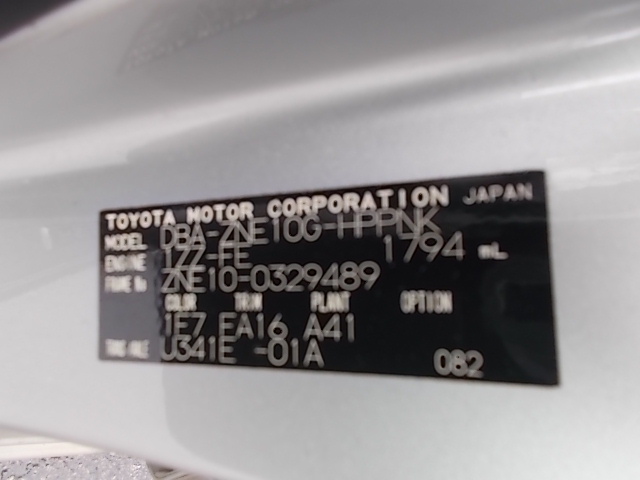 TOYOTA MOTOR CORPORATION JAPAN
MODEL DBA-ZNE10G-HPPNK
ENGINE 1ZZ-FE 1794 mL
FRAME No ZNE10-0329489
COLOR TRIM PLANT OPTION
1E7 EA16 A41
TRANS/AXLE U341E -01A
082